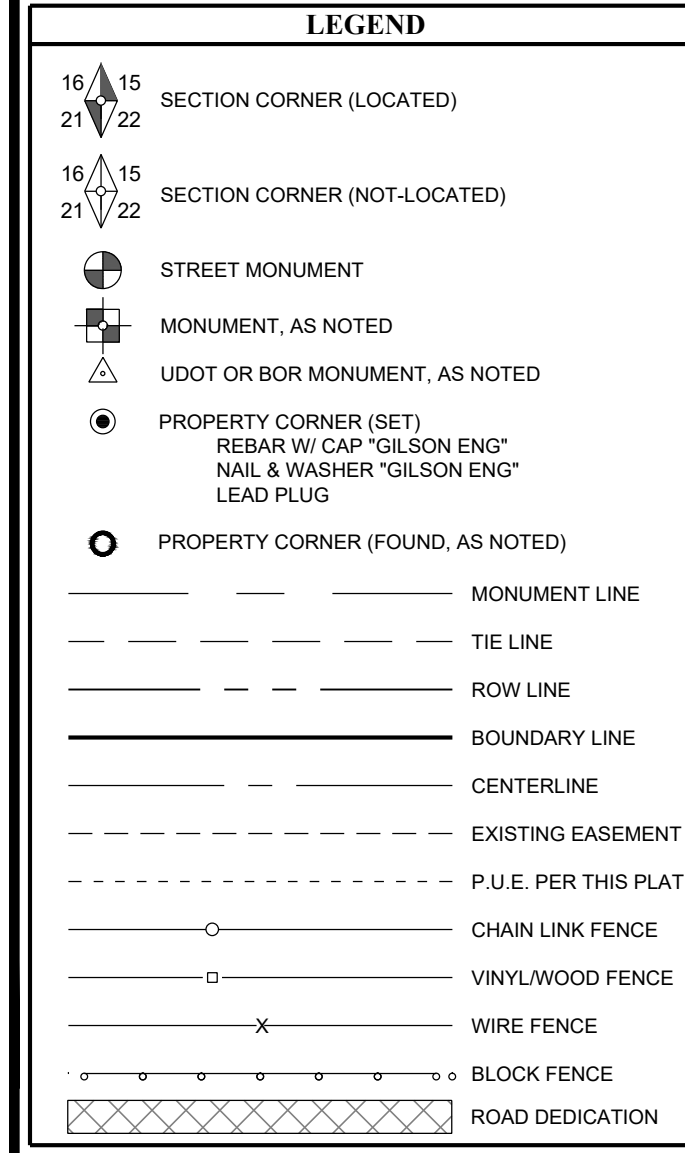 LEGEND
16 15
SECTION CORNER (LOCATED)
21 22
16 15
SECTION CORNER (NOT-LOCATED)
21 22
STREET MONUMENT
MONUMENT, AS NOTED
UDOT OR BOR MONUMENT, AS NOTED
PROPERTY CORNER (SET)
REBAR W/ CAP "GILSON ENG"
NAIL & WASHER "GILSON ENG"
LEAD PLUG
PROPERTY CORNER (FOUND, AS NOTED)
MONUMENT LINE
TIE LINE
ROW LINE
BOUNDARY LINE
CENTERLINE
EXISTING EASEMENT
P.U.E. PER THIS PLAT
CHAIN LINK FENCE
VINYL/WOOD FENCE
X WIRE FENCE
BLOCK FENCE
ROAD DEDICATION